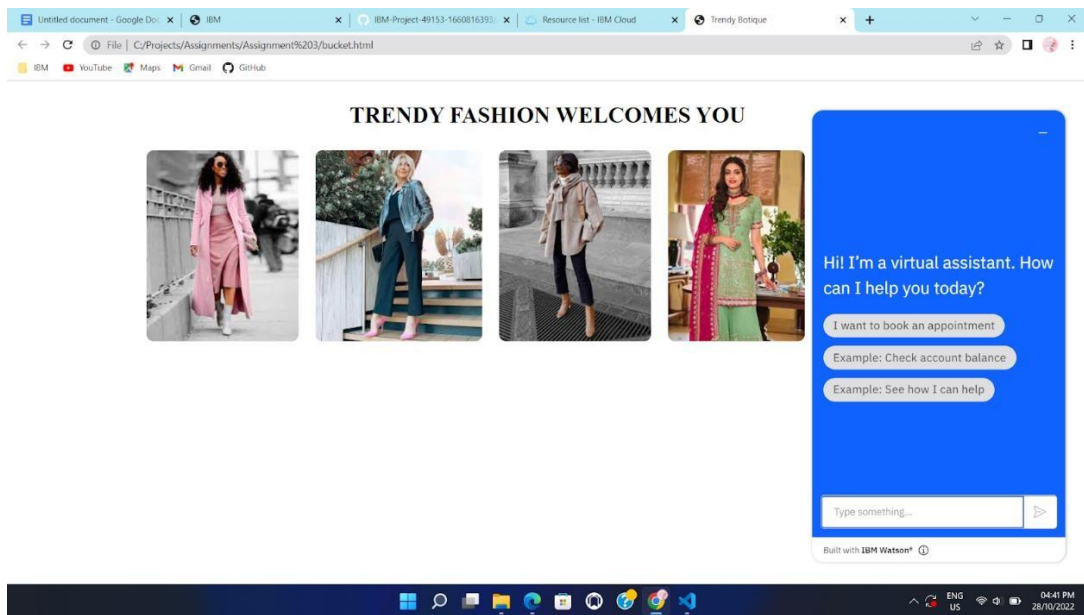 Untitled document - Google Doc
IBM
IBM-Project-49153-1660816393/
Resource list - IBM Cloud
Trendy Botique
File | C:/Projects/Assignments/Assignment%203/bucket.html
IBM
YouTube
Maps
Gmail
GitHub
TRENDY FASHION WELCOMES YOU
Hi! I'm a virtual assistant. How
can I help you today?
I want to book an appointment
Example: Check account balance
Example: See how I can help
Type something...
Built with IBM Watson®
ENG
US
04:41 PM
28/10/2022